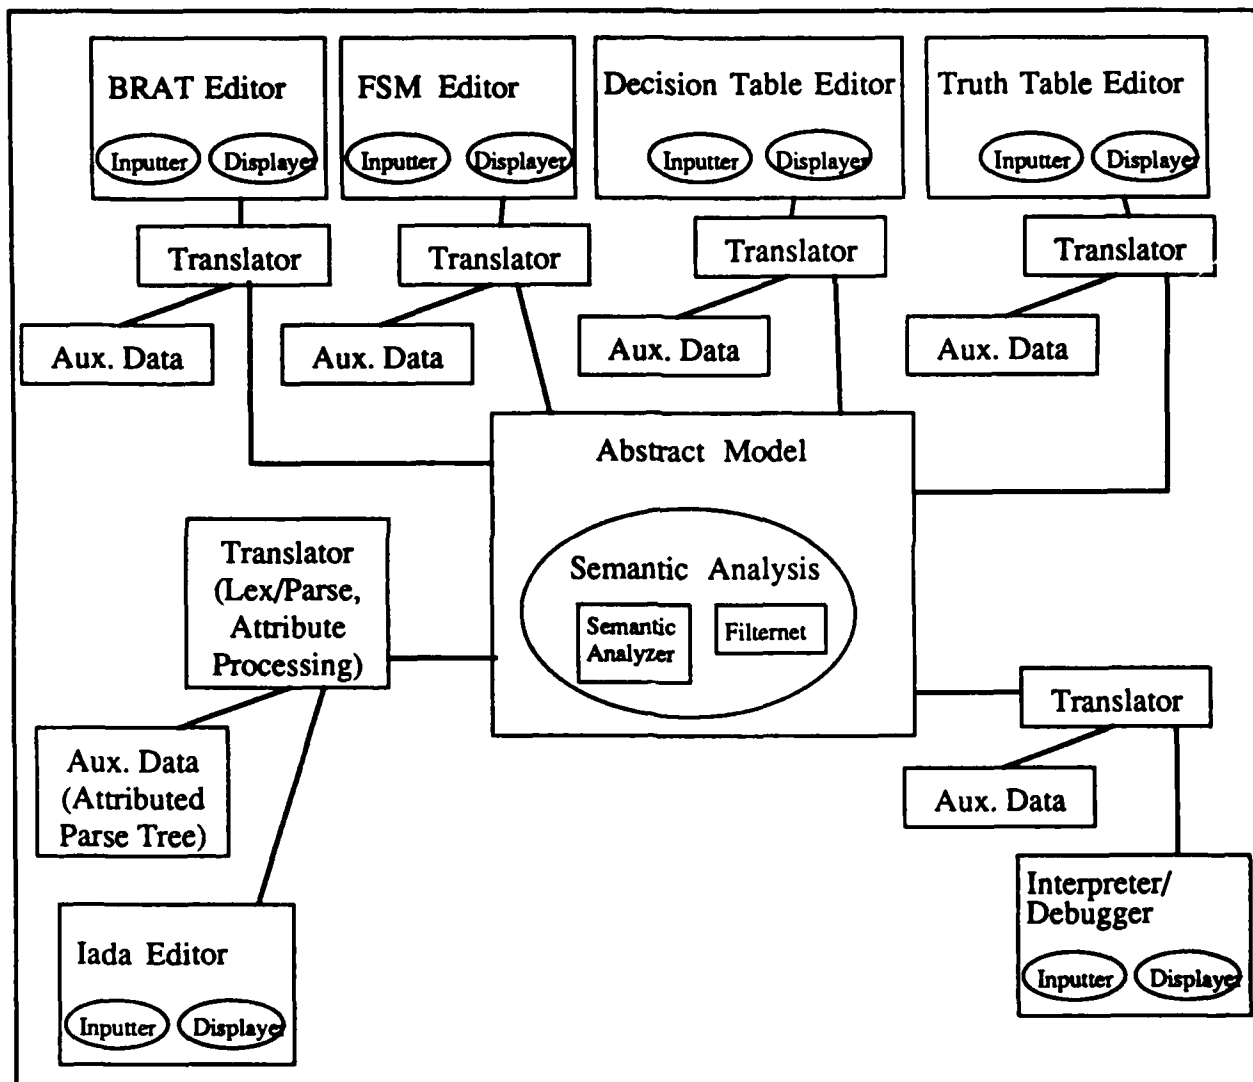 BRAT Editor
Inputter Displayer
FSM Editor
Inputter Displayer
Decision Table Editor
Inputter Displayer
Truth Table Editor
Inputter Displayer
Translator
Translator
Translator
Translator
Aux. Data
Aux. Data
Aux. Data
Aux. Data
Abstract Model
Semantic Analysis
Semantic
Analyzer
Filternet
Translator
(Lex/Parse,
Attribute
Processing)
Aux. Data
(Attributed
Parse Tree)
Iada Editor
Inputter Displayer
Translator
Aux. Data
Interpreter/
Debugger
Inputter Displayer